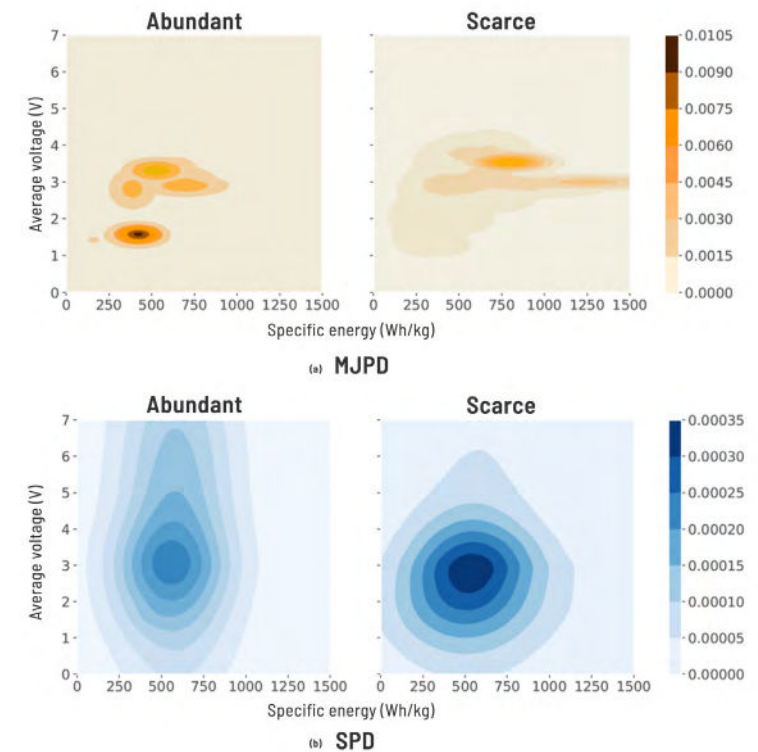 Abundant
Scarce
7
6
5
4
3
2
1
0
Average voltage (V)
0 250 500 750 1000 1250 1500
0 250 500 750 1000 1250 1500
0.0105
0.0090
0.0075
0.0060
0.0045
0.0030
0.0015
0.0000
Specific energy (Wh/kg)
(a) MJPD
Abundant
Scarce
7
6
5
4
3
2
1
0
Average voltage (V)
0 250 500 750 1000 1250 1500
0 250 500 750 1000 1250 1500
0.00035
0.00030
0.00025
0.00020
0.00015
0.00010
0.00005
0.00000
Specific energy (Wh/kg)
(b) SPD